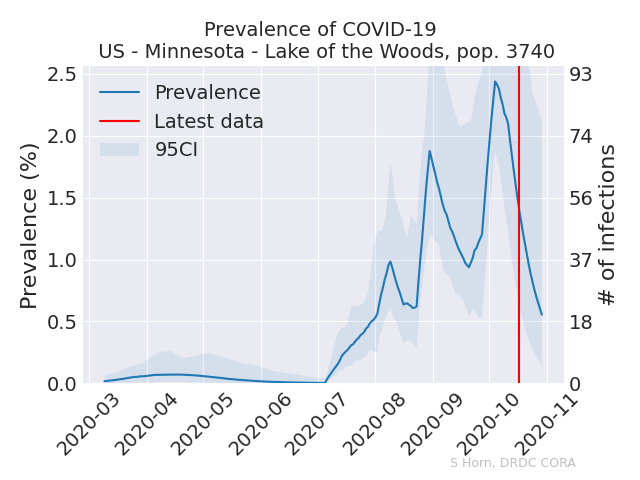 Prevalence of COVID-19
US - Minnesota - Lake of the Woods, pop. 3740
Prevalence
Latest data
95CI
Prevalence (%)
2.5
2.0
1.5
1.0
0.5
0.0
93
74
56
37
18
0
# of infections
2020-03
2020-04
2020-05
2020-06
2020-07
2020-08
2020-09
2020-10
2020-11
S Horn, DRDC CORA